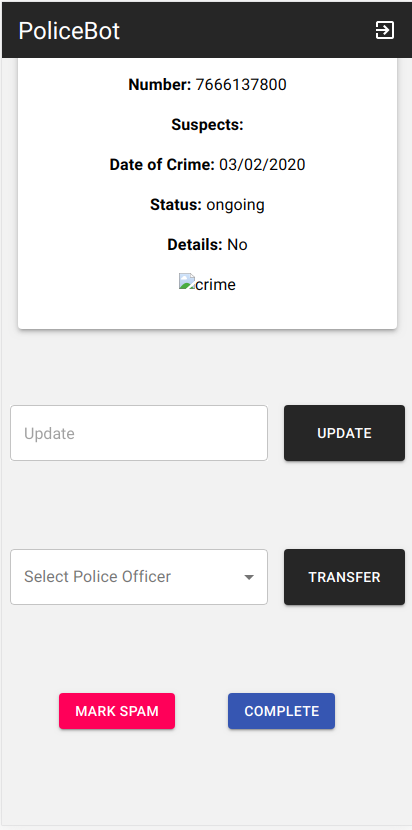 PoliceBot
Number: 7666137800
Suspects:
Date of Crime: 03/02/2020
Status: ongoing
Details: No
crime
Update
UPDATE
Select Police Officer
TRANSFER
MARK SPAM
COMPLETE